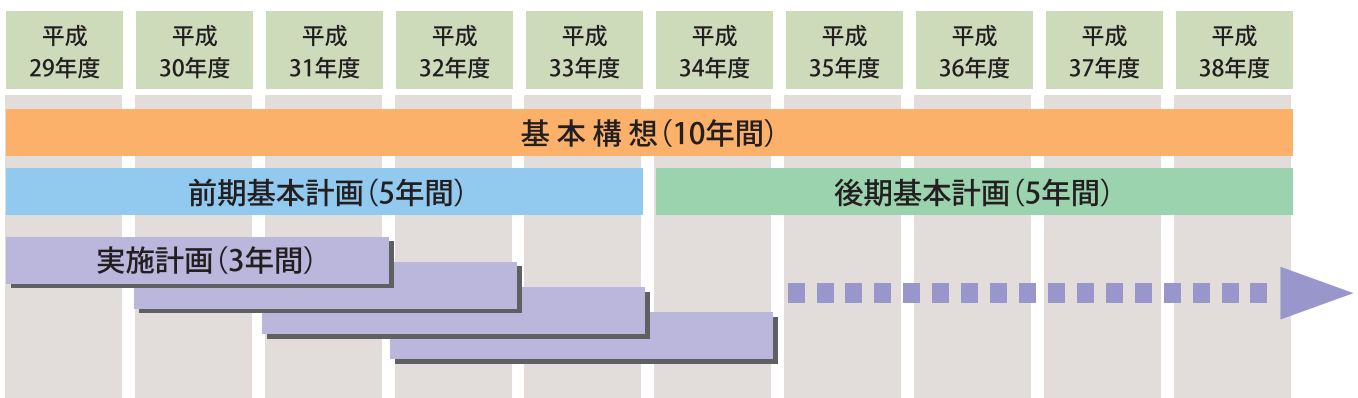 平成
29年度
平成
30年度
平成
31年度
平成
32年度
平成
33年度
平成
34年度
平成
35年度
平成
36年度
平成
37年度
平成
38年度
基本構想(10年間)
前期基本計画(5年間)
後期基本計画(5年間)
実施計画(3年間)